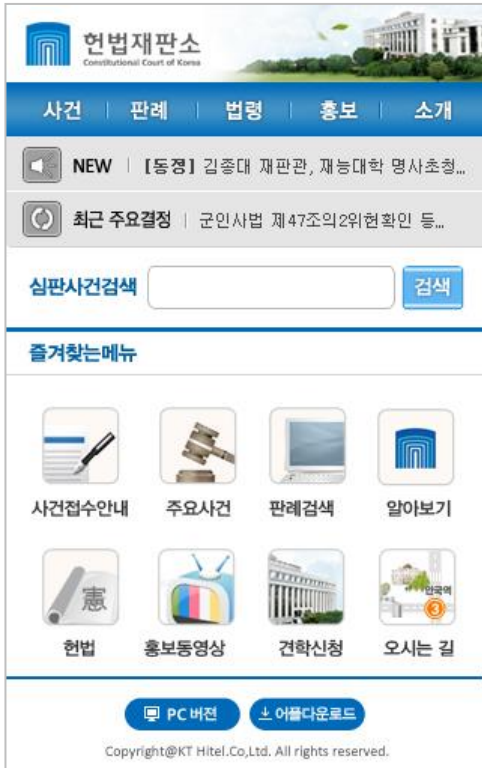 헌법재판소
Constitutional Court of Korea
사건 | 판례 | 법령 | 홍보 | 소개
NEW | [동정] 김종대 재판관, 재능대학 명사초청...
최근 주요결정 | 군인사법 제47조의2위헌확인 등...
심판사건검색 검색
즐겨찾는메뉴
사건접수안내 주요사건 판례검색 알아보기
憲
안국역
3
헌법 홍보동영상 견학신청 오시는 길
PC 버젼 어플다운로드
Copyright@KT Hitel.Co,Ltd. All rights reserved.